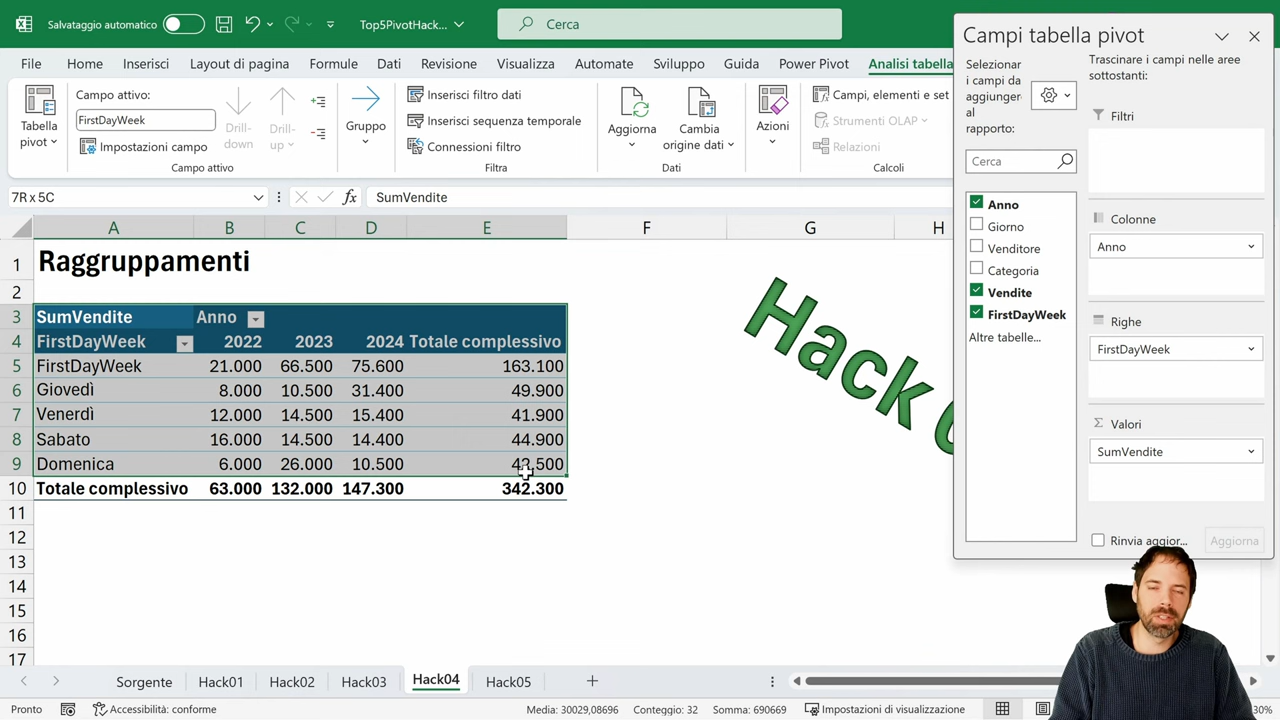 Salvataggio automatico
Top5PivotHack...
Cerca
File Home Inserisci Layout di pagina Formule Dati Revisione Visualizza Automate Sviluppo Guida Power Pivot Analisi tabella
Tabella pivot
Campo attivo:
FirstDayWeek
Impostazioni campo
Drill-down
Drill-up
Campo attivo
Gruppo
Inserisci filtro dati
Inserisci sequenza temporale
Connessioni filtro
Filtra
Aggiorna
Cambia origine dati
Dati
Azioni
Campi, elementi e set
Strumenti OLAP
Relazioni
Calcoli
7R x 5C
fx
SumVendite
A B C D E F G H
1 Raggruppamenti
2
3 SumVendite Anno
4 FirstDayWeek 2022 2023 2024 Totale complessivo
5 FirstDayWeek 21.000 66.500 75.600 163.100
6 Giovedì 8.000 10.500 31.400 49.900
7 Venerdì 12.000 14.500 15.400 41.900
8 Sabato 16.000 14.500 14.400 44.900
9 Domenica 6.000 26.000 10.500
10 Totale complessivo 63.000 132.000 147.300 342.300
11
12
13
14
15
16
17
Hack
Campi tabella pivot
Selezionar
i campi da
aggiunger
al
rapporto:
Cerca
Anno
Giorno
Venditore
Categoria
Vendite
FirstDayWeek
Altre tabelle...
Trascinare i campi nelle aree
sottostanti:
Filtri
Colonne
Anno
Righe
FirstDayWeek
Valori
SumVendite
Rinvia aggior...
Aggiorna
Sorgente Hack01 Hack02 Hack03 Hack04 Hack05
Pronto
Accessibilità: conforme
Media: 30029,08696
Conteggio: 32
Somma: 690669
Impostazioni di visualizzazione